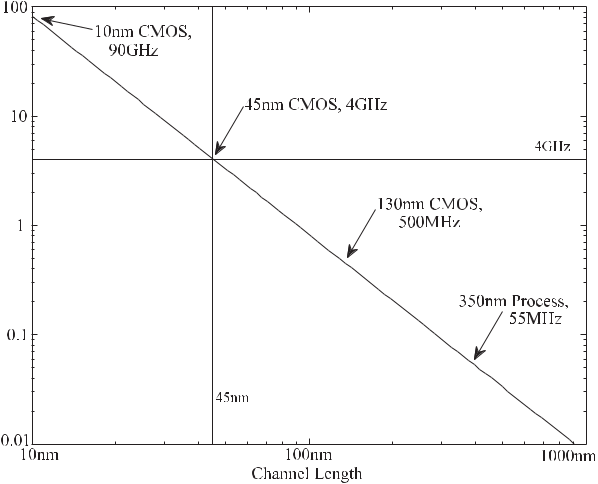 100
10nm CMOS,
90GHz
10
45nm CMOS, 4GHz
4GHz
130nm CMOS,
500MHz
1
350nm Process,
55MHz
0.1
45nm
0.01
10nm
100nm
1000nm
Channel Length